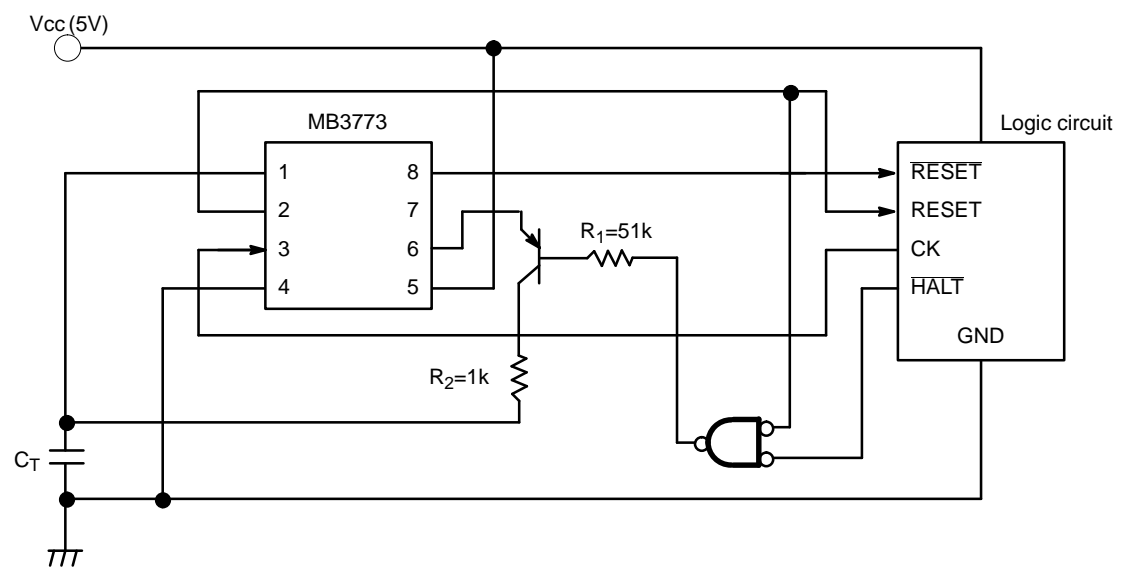 Vcc (5V)
MB3773
Logic circuit
1
8
RESET
2
7
RESET
R1=51k
3
6
CK
4
5
HALT
GND
R2=1k
CT